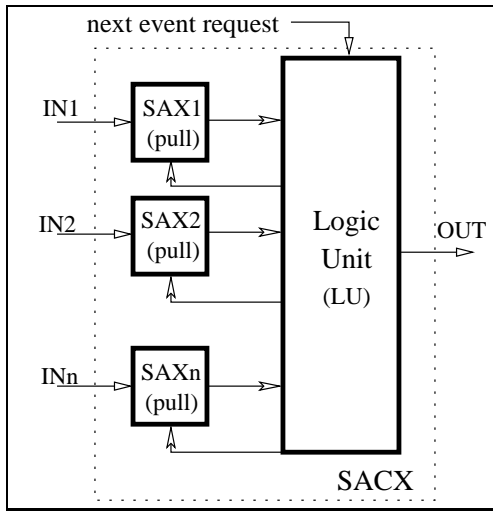 next event request
IN1
SAX1
(pull)
IN2
SAX2
(pull)
Logic
Unit
(LU)
OUT
INn
SAXn
(pull)
SACX